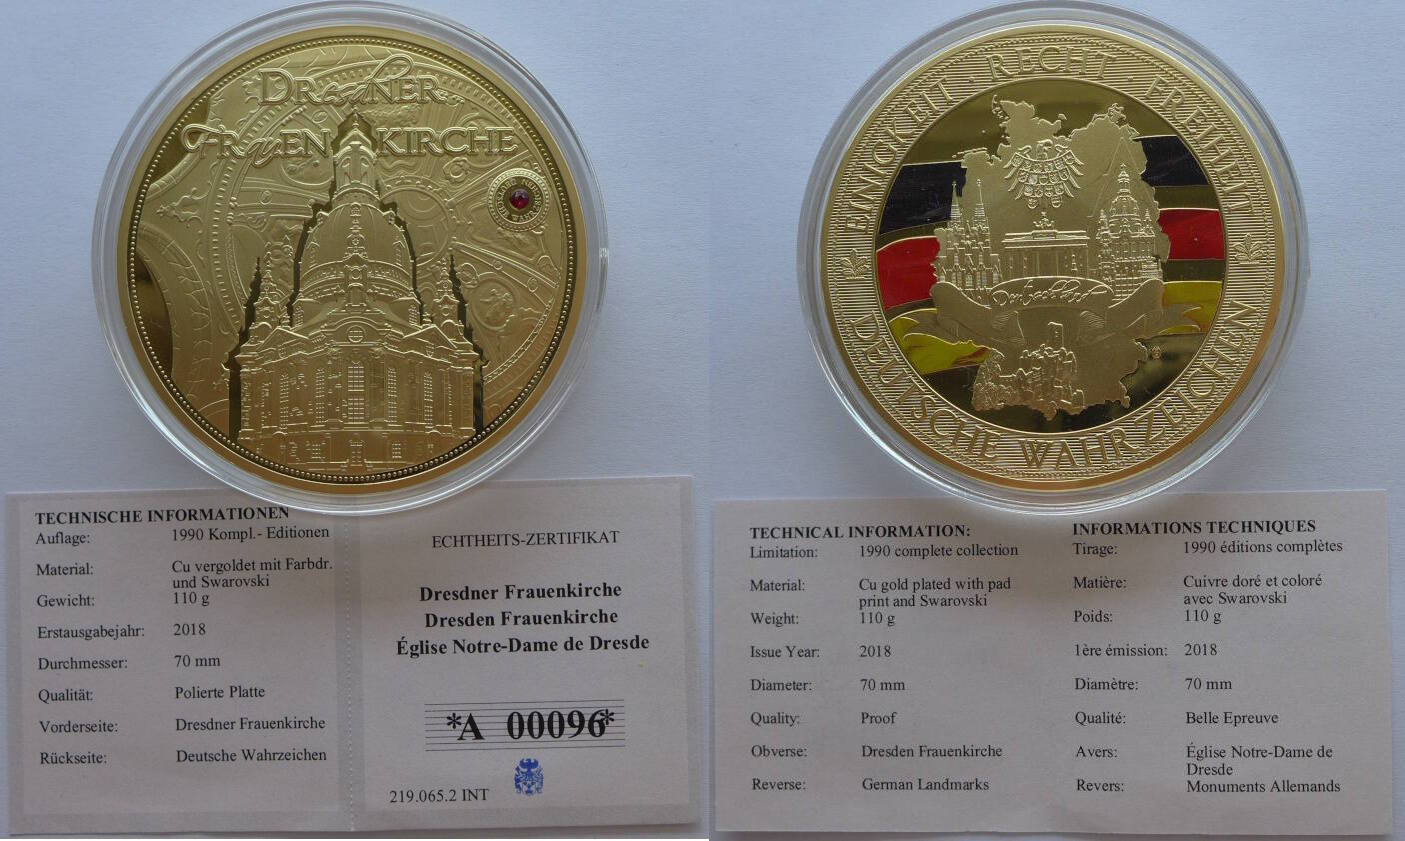 DResdNER
FRauEN KIRCHE
TECHNISCHE INFORMATIONEN
Auflage: 1990 Kompl.- Editionen
Material: Cu vergoldet mit Farbdr.
und Swarovski
Gewicht: 110 g
Erstausgabejahr: 2018
Durchmesser: 70 mm
Qualität: Polierte Platte
Vorderseite: Dresdner Frauenkirche
Rückseite: Deutsche Wahrzeichen
ECHTHEITS-ZERTIFIKAT
Dresdner Frauenkirche
Dresden Frauenkirche
Église Notre-Dame de Dresde
*A 00096*
219.065.2 INT
EINIGKEIT · RECHT FREIHEIT
Deutschland
DEUTSCHE WAHRZEICHEN
TECHNICAL INFORMATION:
Limitation: 1990 complete collection
Material: Cu gold plated with pad
print and Swarovski
Weight: 110 g
Issue Year: 2018
Diameter: 70 mm
Quality: Proof
Obverse: Dresden Frauenkirche
Reverse: German Landmarks
INFORMATIONS TECHNIQUES
Tirage: 1990 éditions complètes
Matière: Cuivre doré et coloré
avec Swarovski
Poids: 110 g
1ère émission: 2018
Diamètre: 70 mm
Qualité: Belle Epreuve
Avers: Église Notre-Dame de
Dresde
Revers: Monuments Allemands